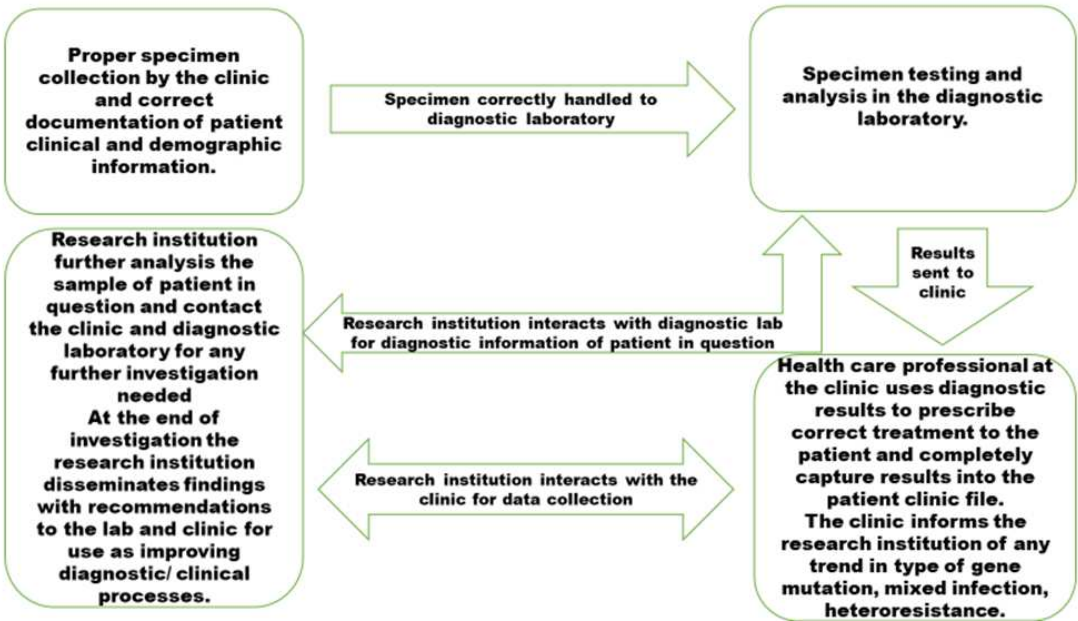 Proper specimen
collection by the clinic
and correct
documentation of patient
clinical and demographic
information.
Specimen correctly handled to
diagnostic laboratory
Specimen testing and
analysis in the diagnostic
laboratory.
Results
sent to
clinic
Research institution
further analysis the
sample of patient in
question and contact
the clinic and diagnostic
laboratory for any
further investigation
needed
At the end of
investigation the
research institution
disseminates findings
with recommendations
to the lab and clinic for
use as improving
diagnostic/ clinical
processes.
Research institution interacts with diagnostic lab
for diagnostic information of patient in question
Research institution interacts with the
clinic for data collection
Health care professional at
the clinic uses diagnostic
results to prescribe
correct treatment to the
patient and completely
capture results into the
patient clinic file.
The clinic informs the
research institution of any
trend in type of gene
mutation, mixed infection,
heteroresistance.